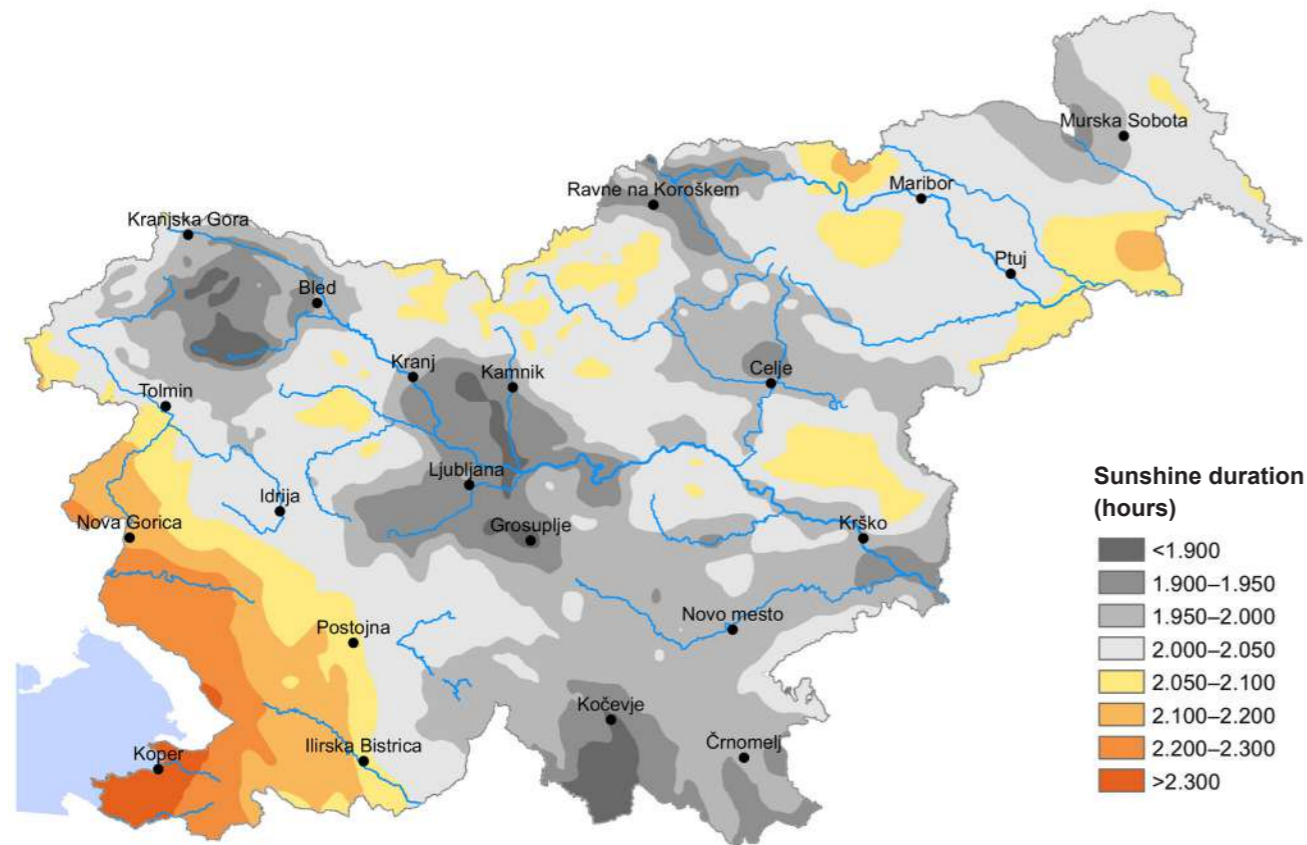 Murska Sobota
Ravne na Koroškem
Maribor
Kranjska Gora
Ptuj
Bled
Kranj
Kamnik
Celje
Tolmin
Ljubljana
Idrija
Grosuplje
Nova Gorica
Krško
Novo mesto
Postojna
Kočevje
Črnomelj
Ilirska Bistrica
Koper
Sunshine duration
(hours)
<1.900
1.900–1.950
1.950–2.000
2.000–2.050
2.050–2.100
2.100–2.200
2.200–2.300
>2.300